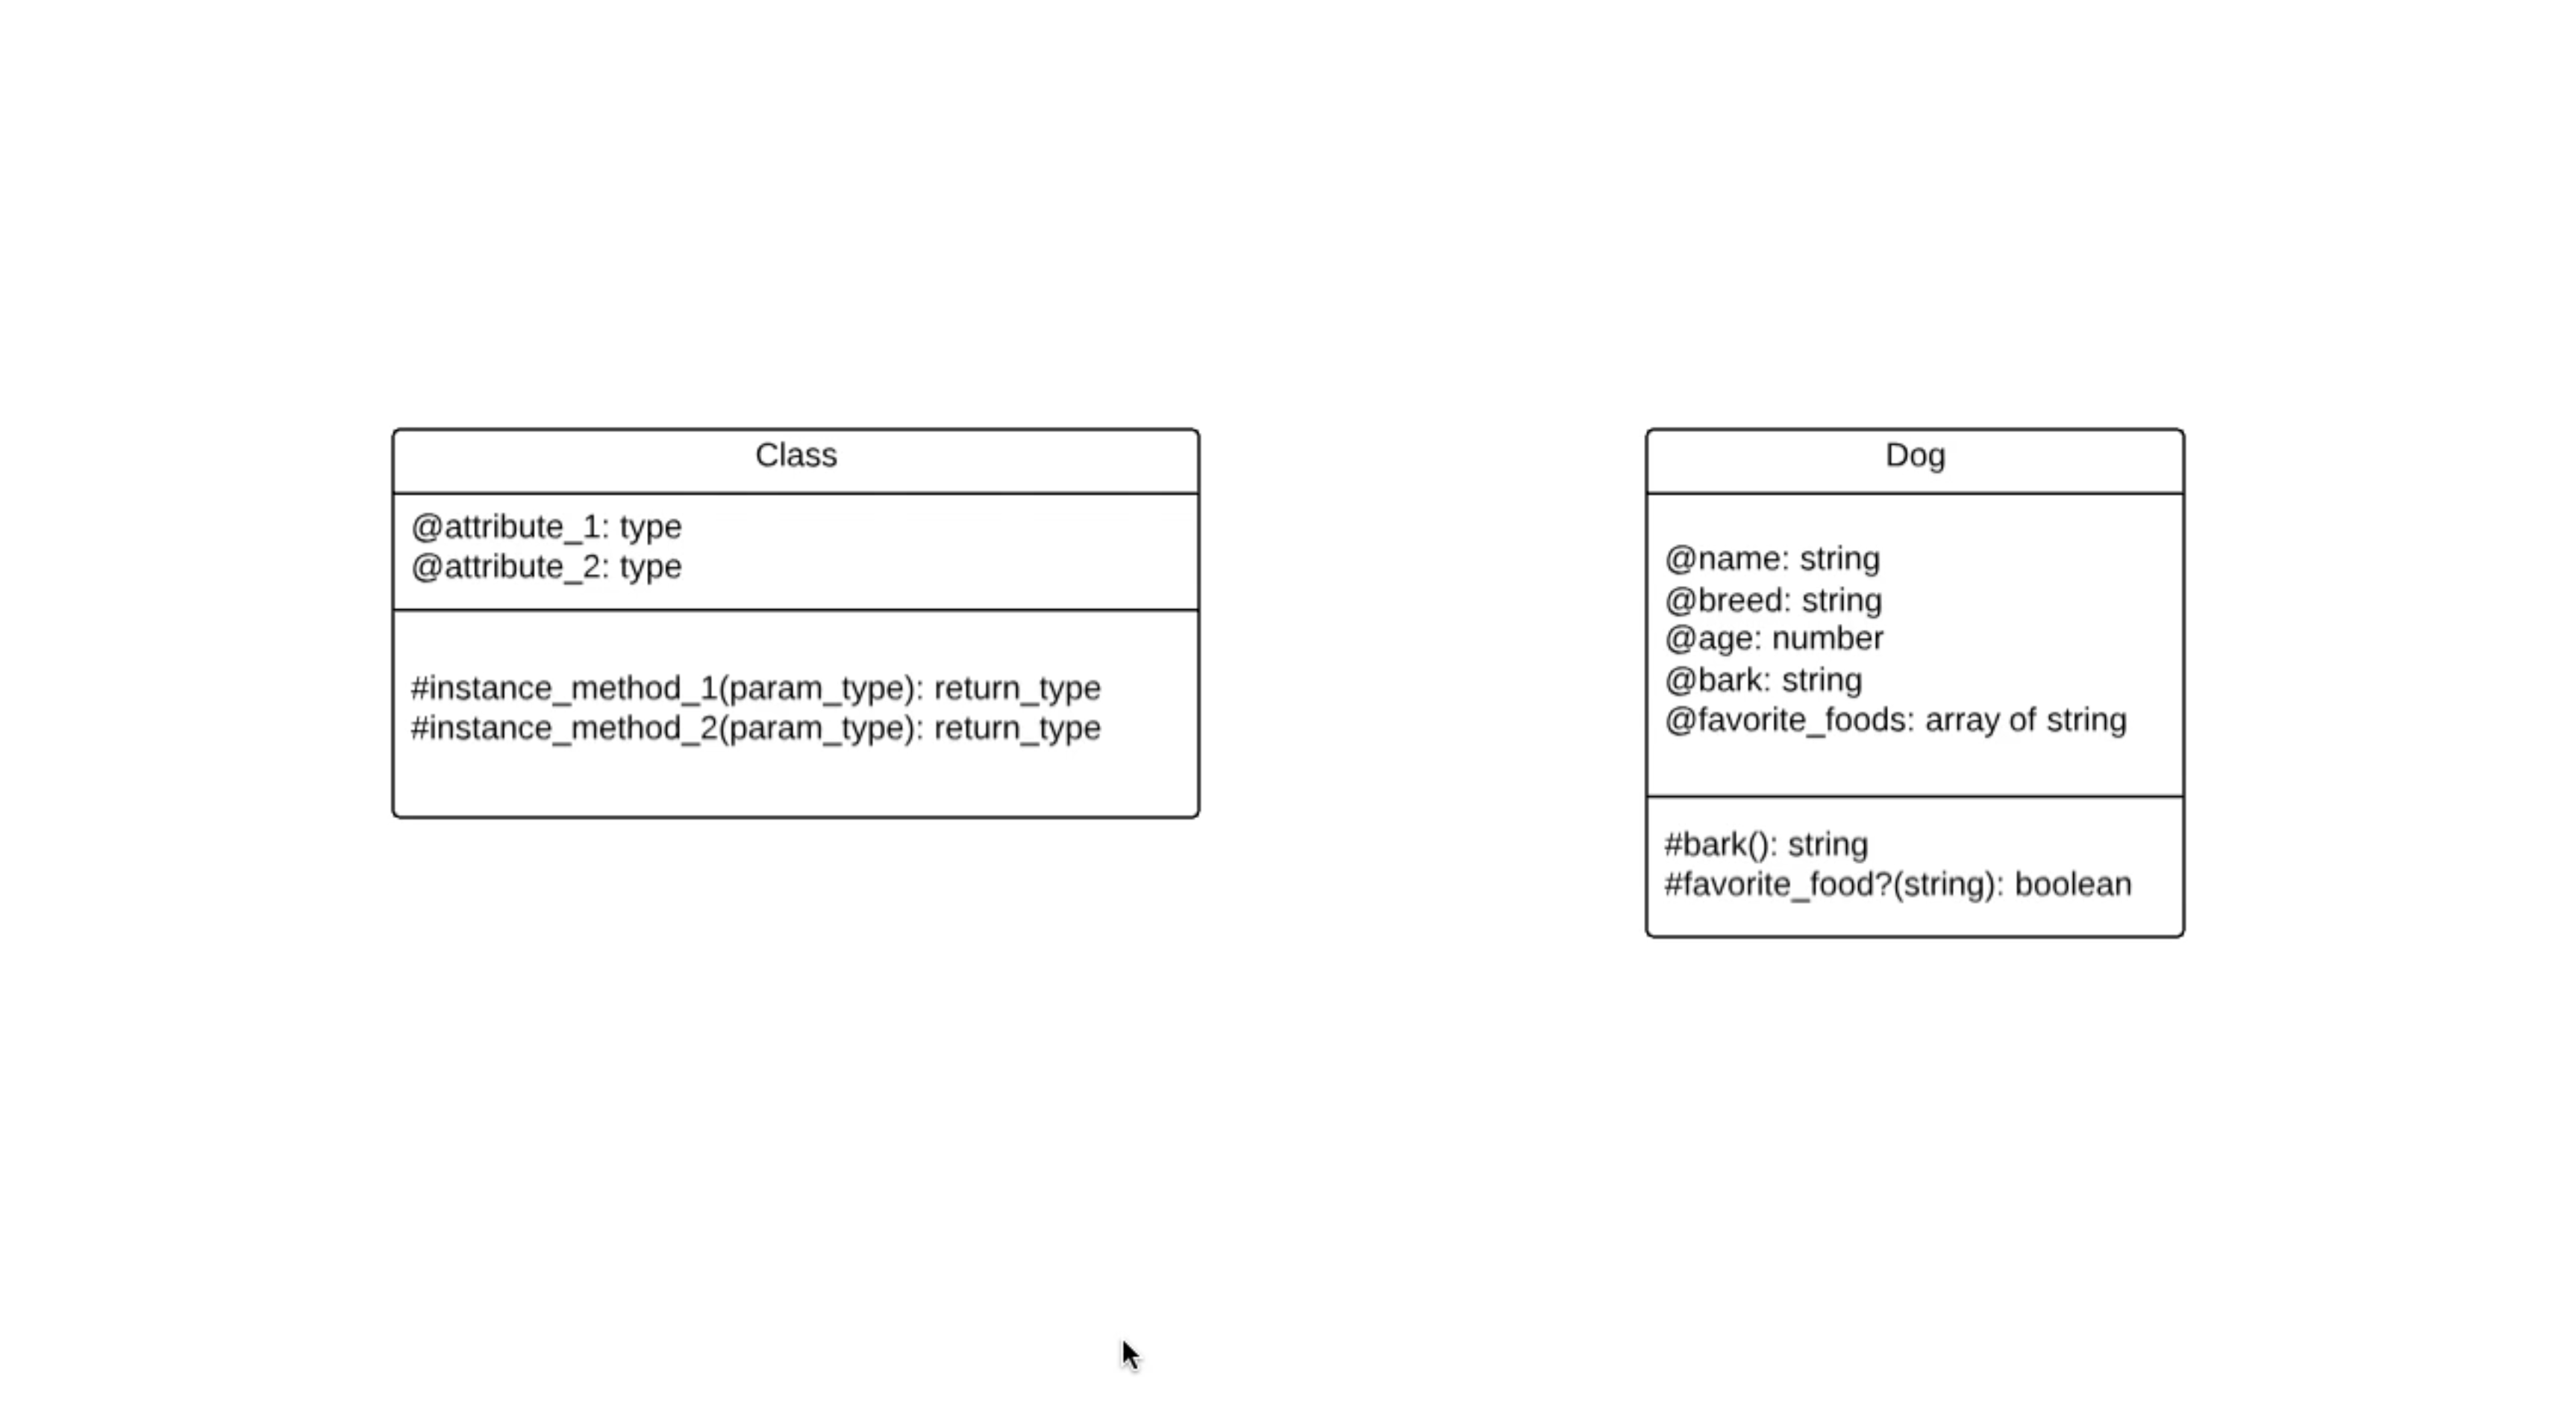 Class
@attribute_1: type
@attribute_2: type
#instance_method_1(param_type): return_type
#instance_method_2(param_type): return_type
Dog
@name: string
@breed: string
@age: number
@bark: string
@favorite_foods: array of string
#bark(): string
#favorite_food?(string): boolean